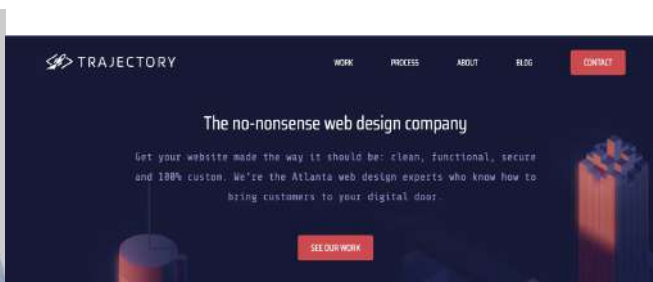 TRAJECTORY
WORK PROCESS ABOUT BLOG CONTACT
The no-nonsense web design company
Get your website made the way it should be: clean, functional, secure
and 100% custom. We're the Atlanta web design experts who know how to
bring customers to your digital door.
SEE OUR WORK